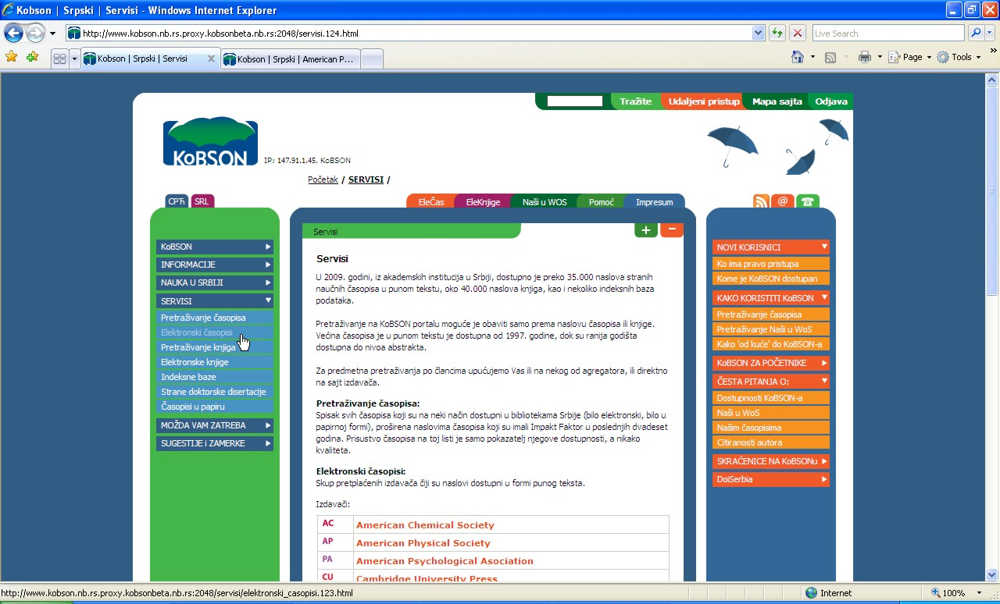 Kobson | Srpski | Servisi - Windows Internet Explorer
http://www.kobson.nb.rs.proxy.kobsonbeta.nb.rs:2048/servisi.124.html
Live Search
Kobson | Srpski | Servisi
Kobson | Srpski | American P...
Page
Tools
Tražite
Udaljeni pristup
Mapa sajta
Odjava
KoBSON
IP: 147.91.1.45, KoBSON
Početak / SERVISI /
СРЋ
SRL
EleČas
EleKnjige
Naši u WOS
Pomoć
Impresum
@
KoBSON
INFORMACIJE
NAUKA U SRBIJI
SERVISI
Pretraživanje časopisa
Elektronski časopisi
Pretraživanje knjiga
Elektronske knjige
Indeksne baze
Strane doktorske disertacije
Časopisi u papiru
MOŽDA VAM ZATREBA
SUGESTIJE i ZAMERKE
Servisi
+
−
Servisi
U 2009. godini, iz akademskih institucija u Srbiji, dostupno je preko 35.000 naslova stranih
naučnih časopisa u punjom tekstu, oko 40.000 naslova knjiga, kao i nekoliko indeksnih baza
podataka.
Pretraživanje na KoBSON portalu moguće je obaviti samo prema naslovu časopisa ili knjige.
Većina časopisa je u punom tekstu je dostupna od 1997. godine, dok su ranija godišta
dostupna do nivoa abstrakta.
Za predmetna pretraživanja po člancima upućujemo Vas ili na nekog od agregatora, ili direktno
na sajt izdavača.
Pretraživanje časopisa:
Spisak svih časopisa koji su na neki način dostupni u bibliotekama Srbije (bilo elektronski, bilo u
papirnoj formi), proširena naslovima časopisa koji su imali Impakt Faktor u poslednjih dvadeset
godina. Prisustvo časopisa na toj listi je samo pokazatelj njegove dostupnosti, a nikako
kvaliteta.
Elektronski časopisi:
Skup pretplaćenih izdavača čiji su naslovi dostupni u formi punog teksta.
Izdavači:
AC American Chemical Society
AP American Physical Society
PA American Psychological Asociation
CU Cambridge University Press
NOVI KORISNICI
Ko ima pravo pristupa
Kome je KoBSON dostupan
KAKO KORISTITI KoBSON
Pretraživanje časopisa
Pretraživanje Naši u WoS
Kako 'od kuće' do KoBSON-a
KoBSON ZA POČETNIKE
ČESTA PITANJA O:
Dostupnosti KoBSON-a
Naši u WoS
Našim časopisima
Citiranosti autora
SKRAĆENICE NA KoBSONu
DoiSerbia
http://www.kobson.nb.rs.proxy.kobsonbeta.nb.rs:2048/servisi/elektronski_casopisi.123.html
Internet
100%